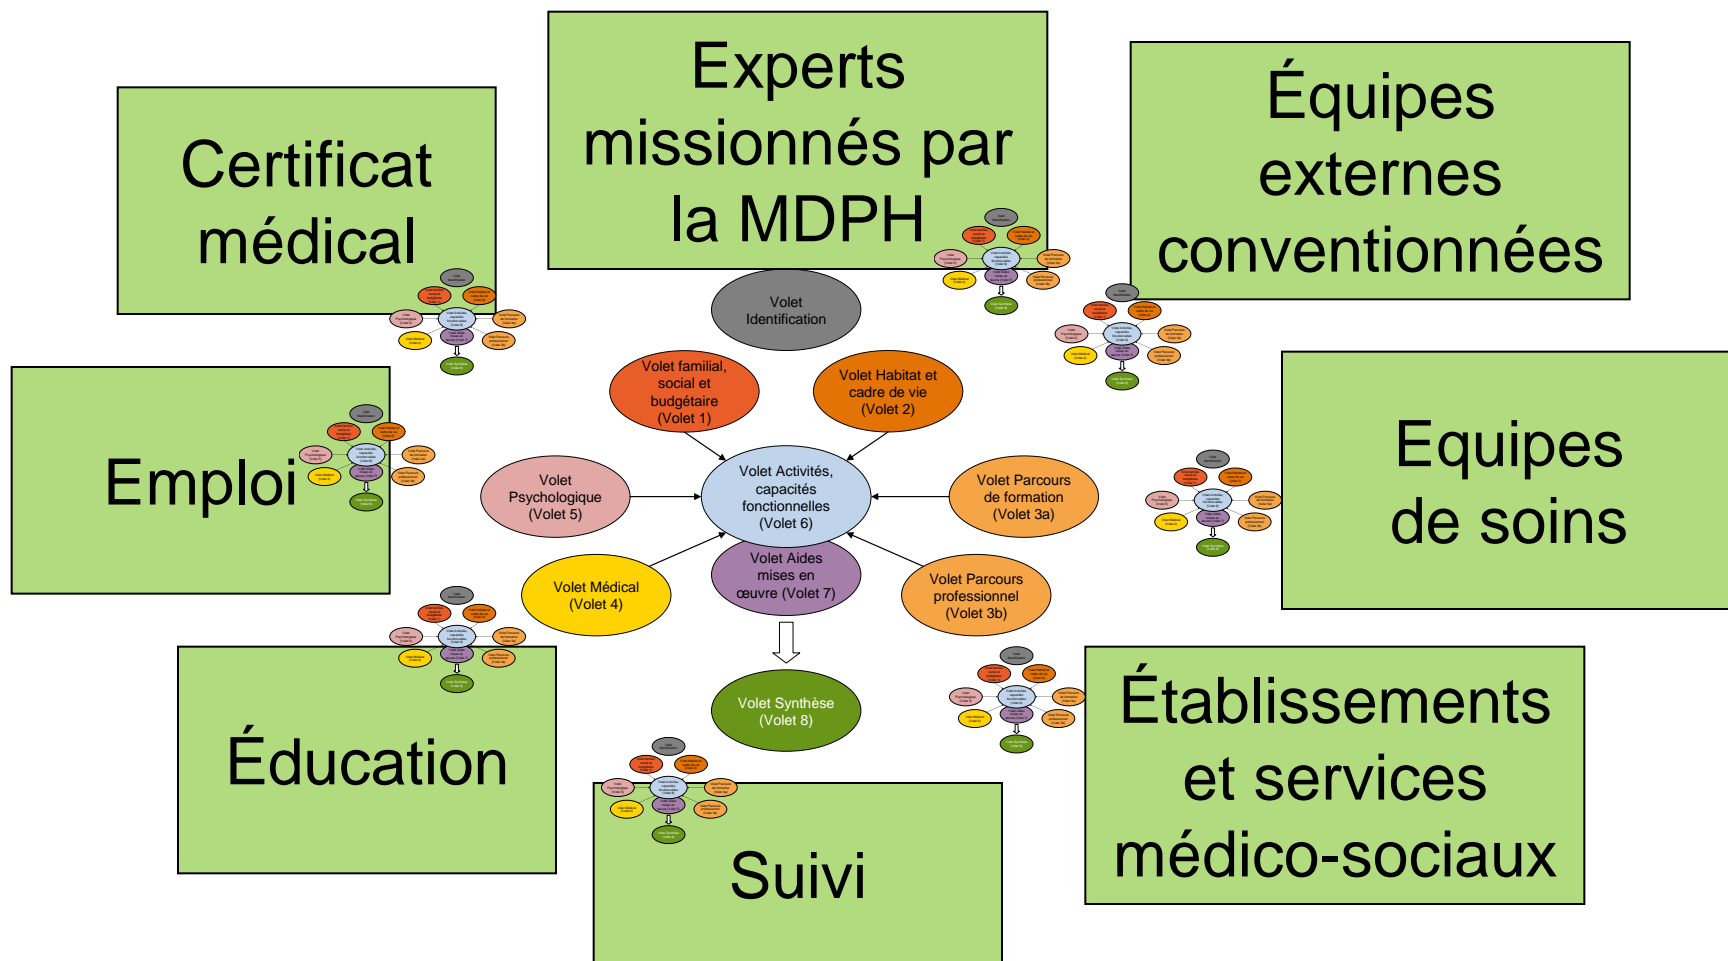 Experts
missionnés par
la MDPH
Équipes
externes
conventionnées
Certificat
médical
Volet
Identification
Volet familial,
social et
budgétaire
(Volet 1)
Volet Habitat et
cadre de vie
(Volet 2)
Emploi
Volet
Psychologique
(Volet 5)
Volet Activités,
capacités
fonctionnelles
(Volet 6)
Volet Parcours
de formation
(Volet 3a)
Equipes
de soins
Volet Médical
(Volet 4)
Volet Aides
mises en
œuvre (Volet 7)
Volet Parcours
professionnel
(Volet 3b)
Volet Synthèse
(Volet 8)
Éducation
Établissements
et services
médico-sociaux
Suivi